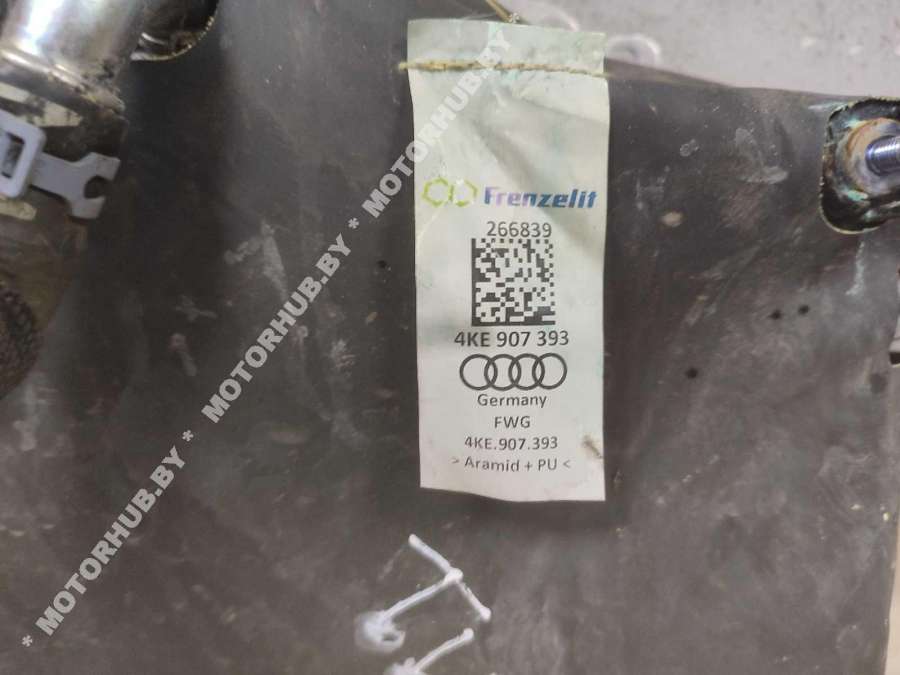 Frenzelit
266839
4KE 907 393
Germany
FWG
4KE.907.393
> Aramid + PU <
* MOTORHUB.BY * MOTORHUB.BY * MOTORHUB.BY